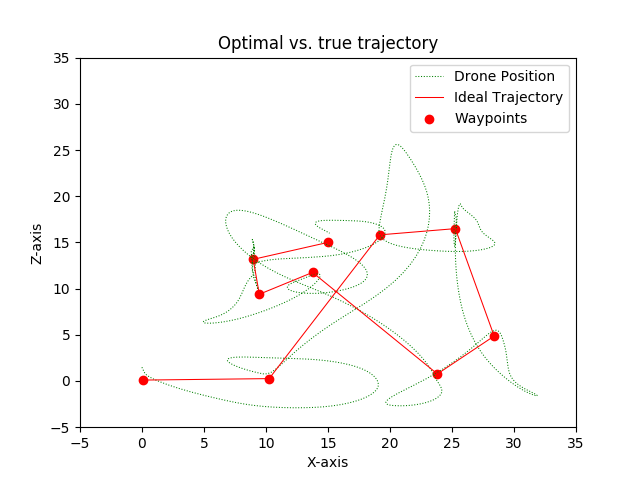 Optimal vs. true trajectory
Drone Position
Ideal Trajectory
Waypoints
Z-axis
35
30
25
20
15
10
5
0
−5
−5 0 5 10 15 20 25 30 35
X-axis